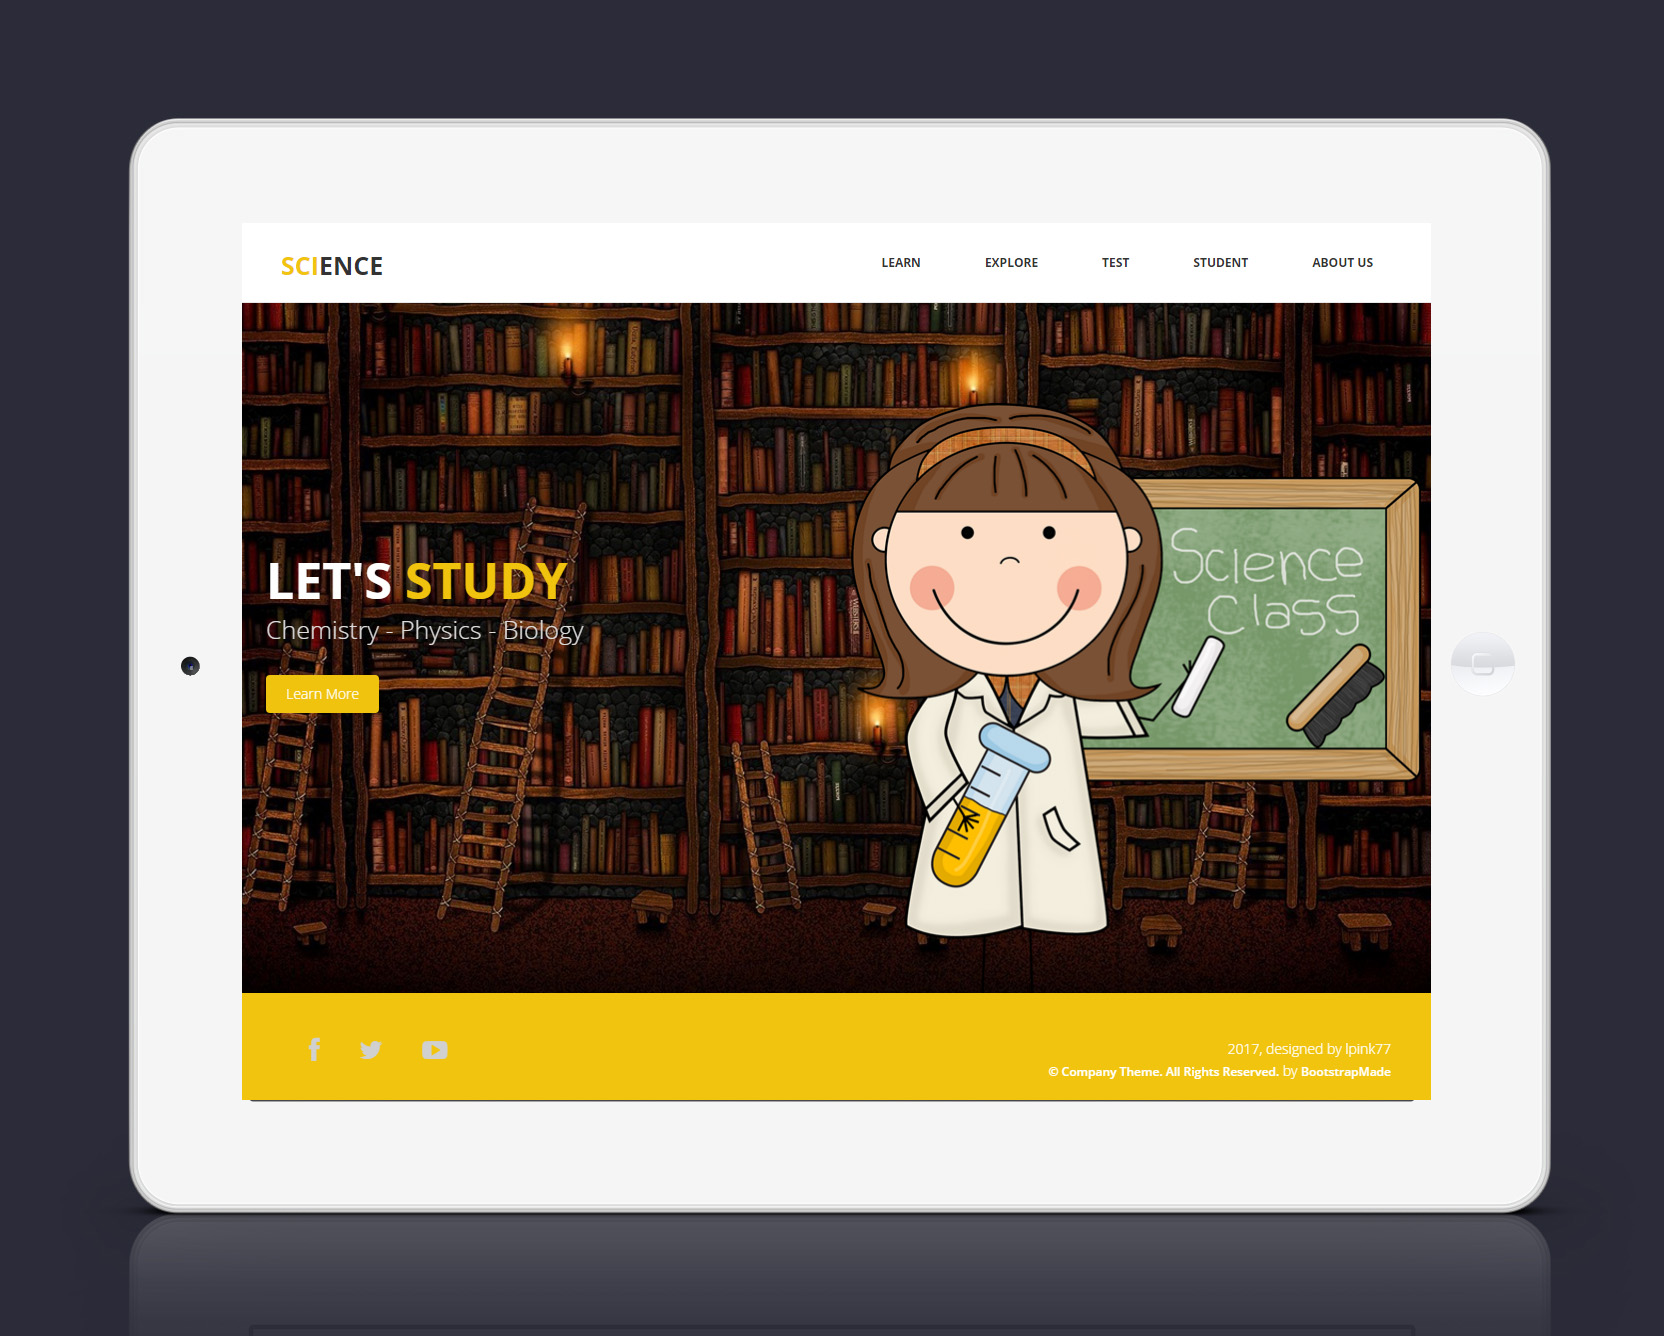 SCIENCE
LEARN EXPLORE TEST STUDENT ABOUT US
LET'S STUDY
Chemistry - Physics - Biology
Learn More
Science
Class
2017, designed by lpink77
© Company Theme. All Rights Reserved. by BootstrapMade